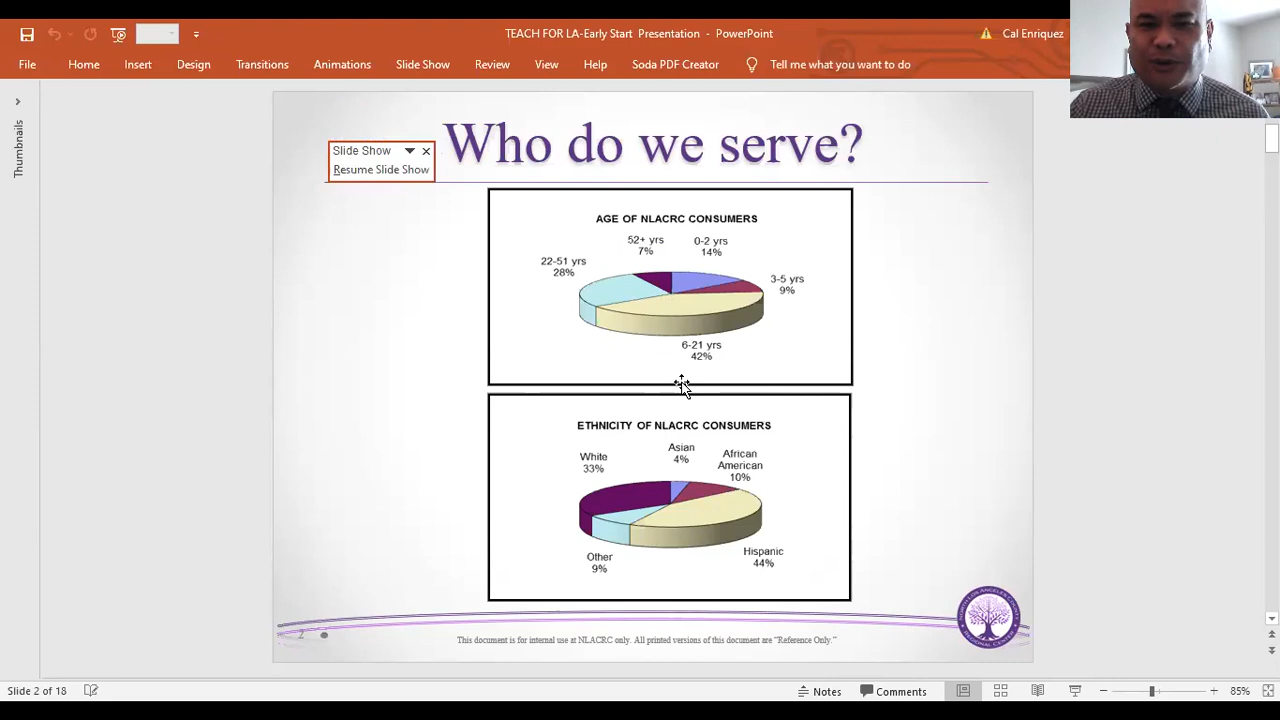 TEACH FOR LA-Early Start Presentation - PowerPoint
Cal Enriquez
File Home Insert Design Transitions Animations Slide Show Review View Help Soda PDF Creator Tell me what you want to do
Thumbnails
Who do we serve?
Slide Show
Resume Slide Show
AGE OF NLACRC CONSUMERS
52+ yrs
7%
0-2 yrs
14%
22-51 yrs
28%
3-5 yrs
9%
6-21 yrs
42%
ETHNICITY OF NLACRC CONSUMERS
Asian
4%
African
American
10%
White
33%
Other
9%
Hispanic
44%
2
This document is for internal use at NLACRC only. All printed versions of this document are “Reference Only.”
Slide 2 of 18
Notes
Comments
85%